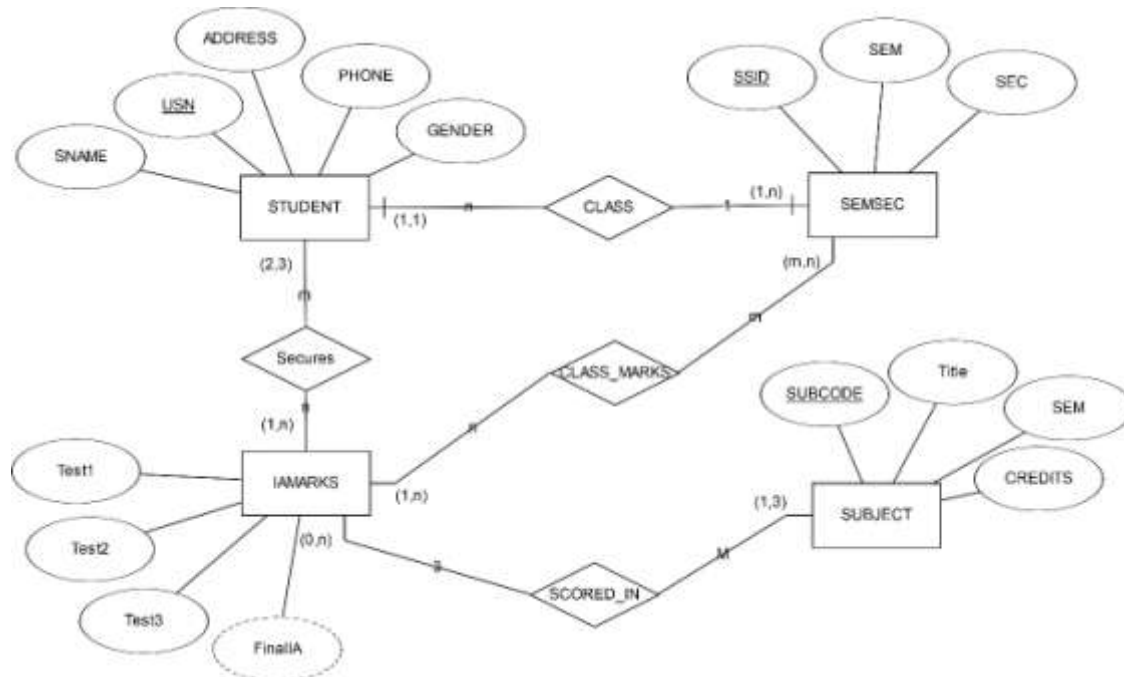 ADDRESS
SEM
PHONE
SSID
USN
SEC
GENDER
SNAME
STUDENT
n
CLASS
1
(1,n)
SEMSEC
(1,1)
(2,3)
(m,n)
m
Secures
CLASS_MARKS
n
n
(1,n)
Title
SUBCODE
SEM
Test1
IAMARKS
(1,n)
CREDITS
(1,3)
SUBJECT
(0,n)
Test2
3
M
SCORED_IN
Test3
FinalIA